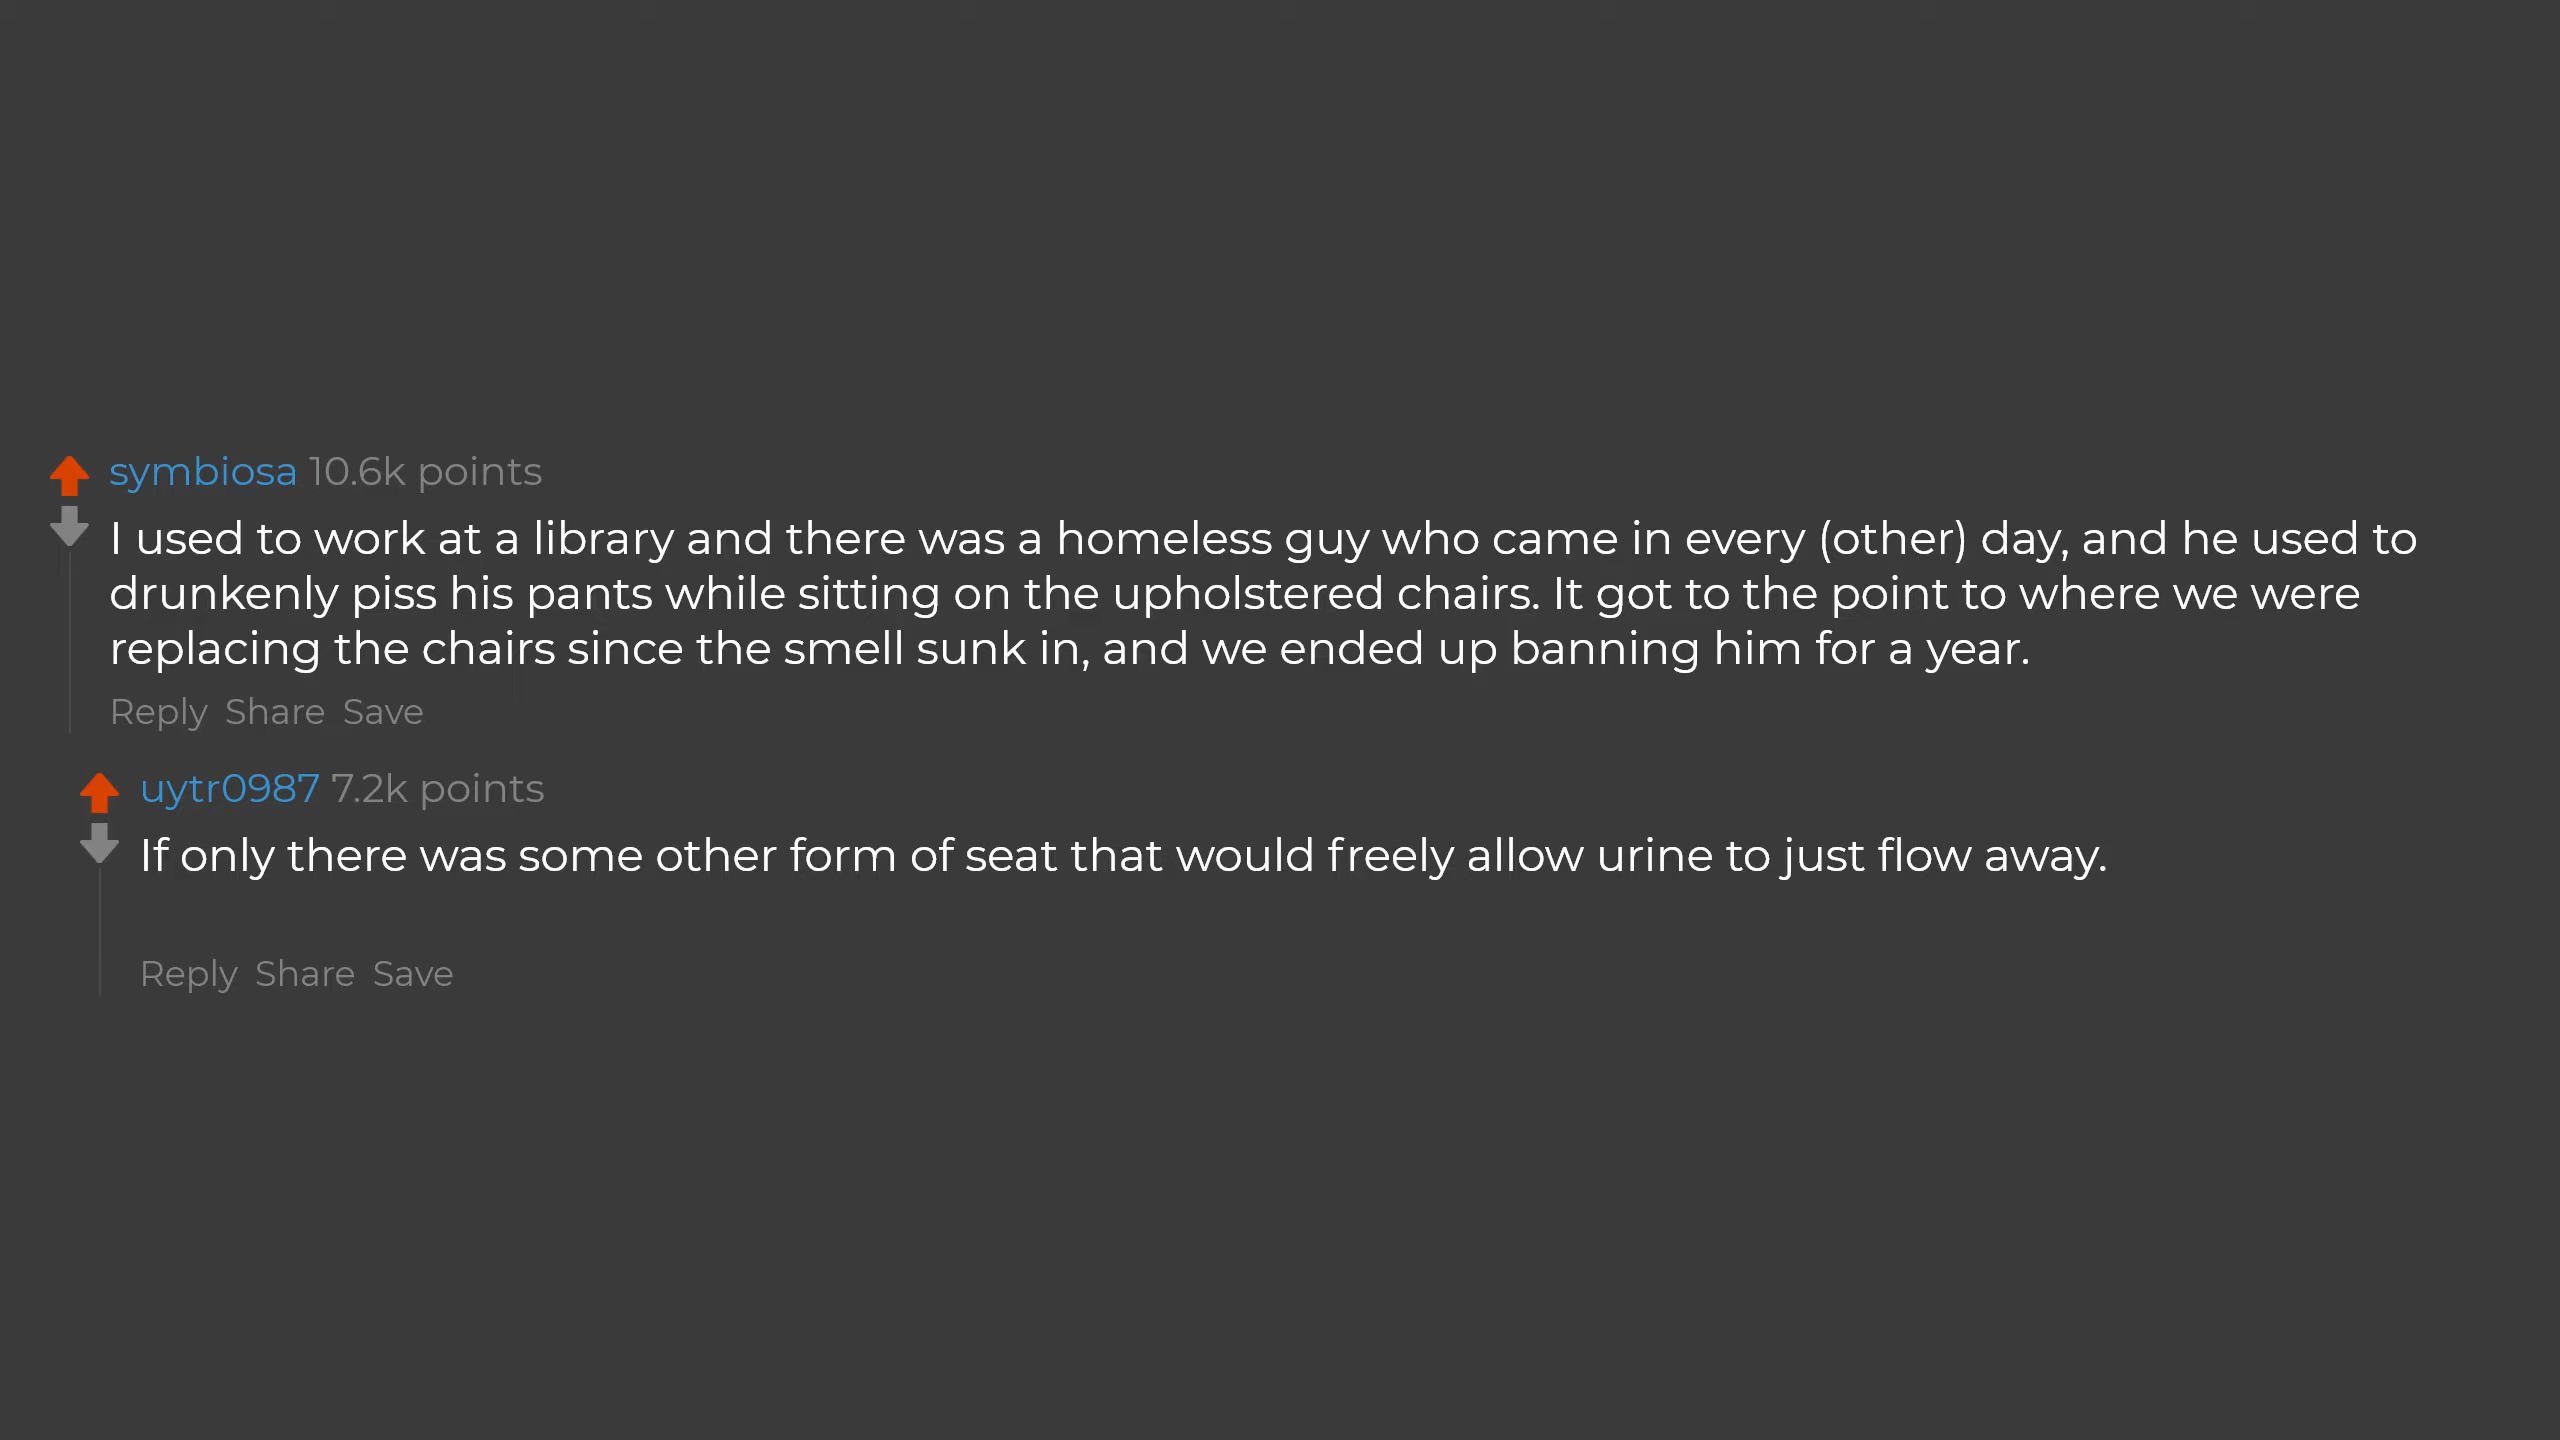 symbiosa 10.6k points
I used to work at a library and there was a homeless guy who came in every (other) day, and he used to
drunkenly piss his pants while sitting on the upholstered chairs. It got to the point to where we were
replacing the chairs since the smell sunk in, and we ended up banning him for a year.
Reply Share Save
uytr0987 7.2k points
If only there was some other form of seat that would freely allow urine to just flow away.
Reply Share Save